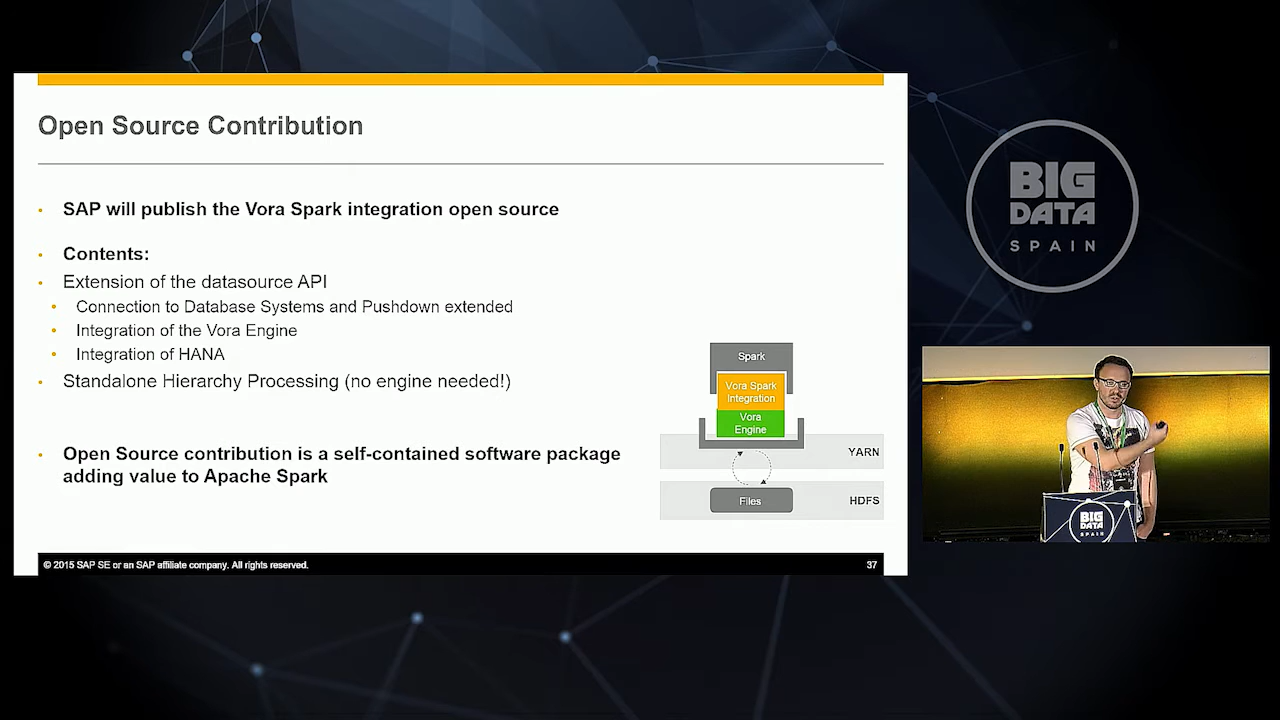 Open Source Contribution
SAP will publish the Vora Spark integration open source
Contents:
Extension of the datasource API
Connection to Database Systems and Pushdown extended
Integration of the Vora Engine
Integration of HANA
Standalone Hierarchy Processing (no engine needed!)
Open Source contribution is a self-contained software package
adding value to Apache Spark
Spark
Vora Spark
Integration
Vora
Engine
YARN
Files
HDFS
© 2015 SAP SE or an SAP affiliate company. All rights reserved.
37
BIG
DATA
SPAIN
BIG
DATA
SPAIN